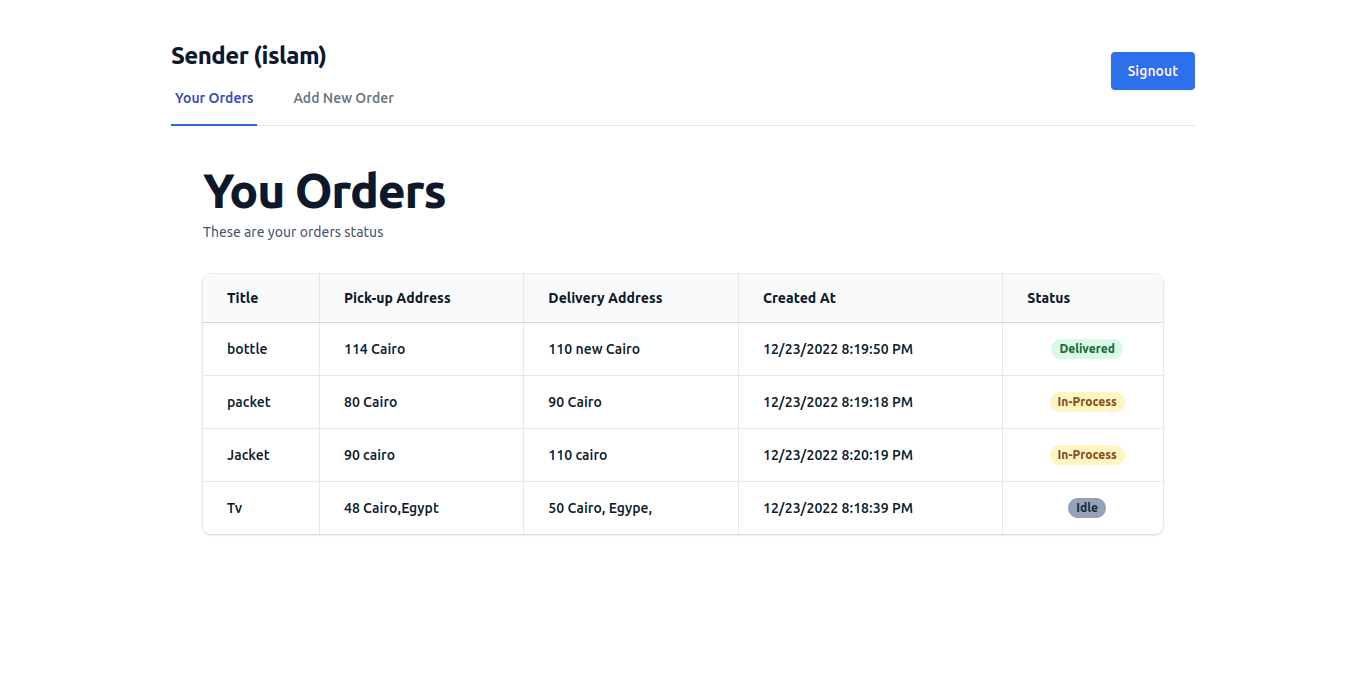 Sender (islam)
Signout
Your Orders Add New Order
You Orders
These are your orders status
Title Pick-up Address Delivery Address Created At Status
bottle 114 Cairo 110 new Cairo 12/23/2022 8:19:50 PM Delivered
packet 80 Cairo 90 Cairo 12/23/2022 8:19:18 PM In-Process
Jacket 90 cairo 110 cairo 12/23/2022 8:20:19 PM In-Process
Tv 48 Cairo,Egypt 50 Cairo, Egype, 12/23/2022 8:18:39 PM Idle